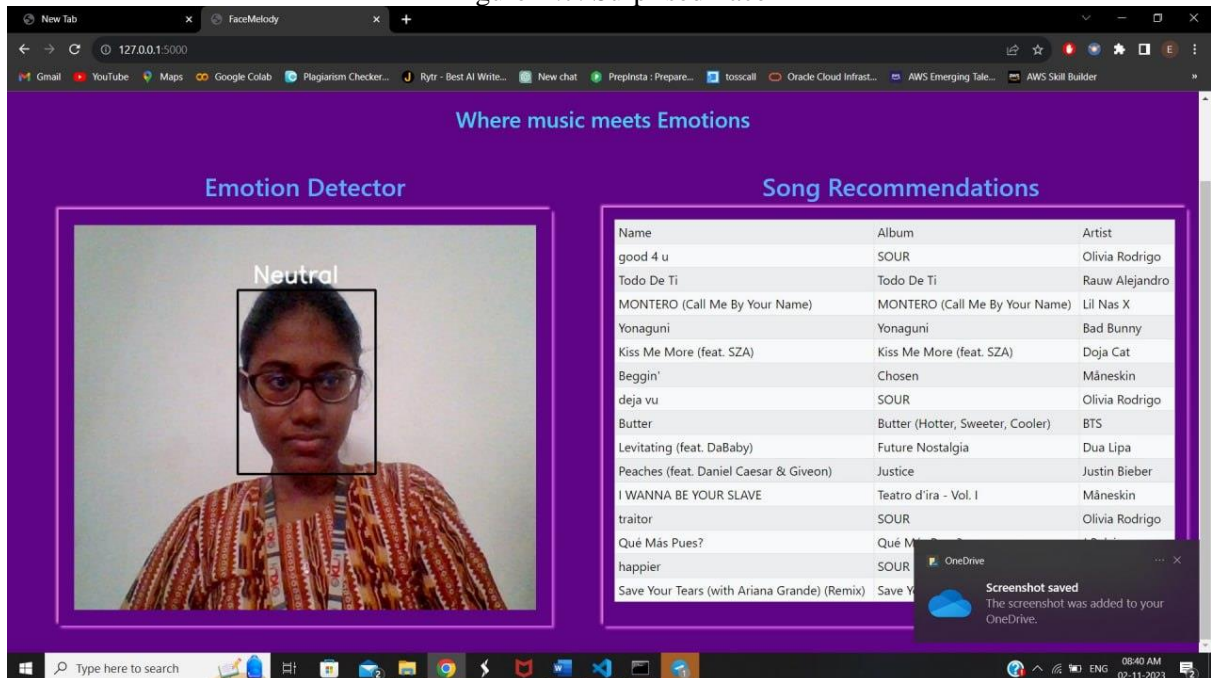 New Tab
FaceMelody
127.0.0.1:5000
Gmail YouTube Maps Google Colab Plagiarism Checker... Rytr - Best AI Write... New chat PrepInsta : Prepare... tosscall Oracle Cloud Infrast... AWS Emerging Tale... AWS Skill Builder
Where music meets Emotions
Emotion Detector
Neutral
Song Recommendations
Name Album Artist
good 4 u SOUR Olivia Rodrigo
Todo De Ti Todo De Ti Rauw Alejandro
MONTERO (Call Me By Your Name) MONTERO (Call Me By Your Name) Lil Nas X
Yonaguni Yonaguni Bad Bunny
Kiss Me More (feat. SZA) Kiss Me More (feat. SZA) Doja Cat
Beggin' Chosen Måneskin
deja vu SOUR Olivia Rodrigo
Butter Butter (Hotter, Sweeter, Cooler) BTS
Levitating (feat. DaBaby) Future Nostalgia Dua Lipa
Peaches (feat. Daniel Caesar & Giveon) Justice Justin Bieber
I WANNA BE YOUR SLAVE Teatro d'ira - Vol. I Måneskin
traitor SOUR Olivia Rodrigo
Qué Más Pues? Qué
happier SOUR
Save Your Tears (with Ariana Grande) (Remix) Save
OneDrive
Screenshot saved
The screenshot was added to your
OneDrive.
Type here to search
ENG
08:40 AM
02-11-2023